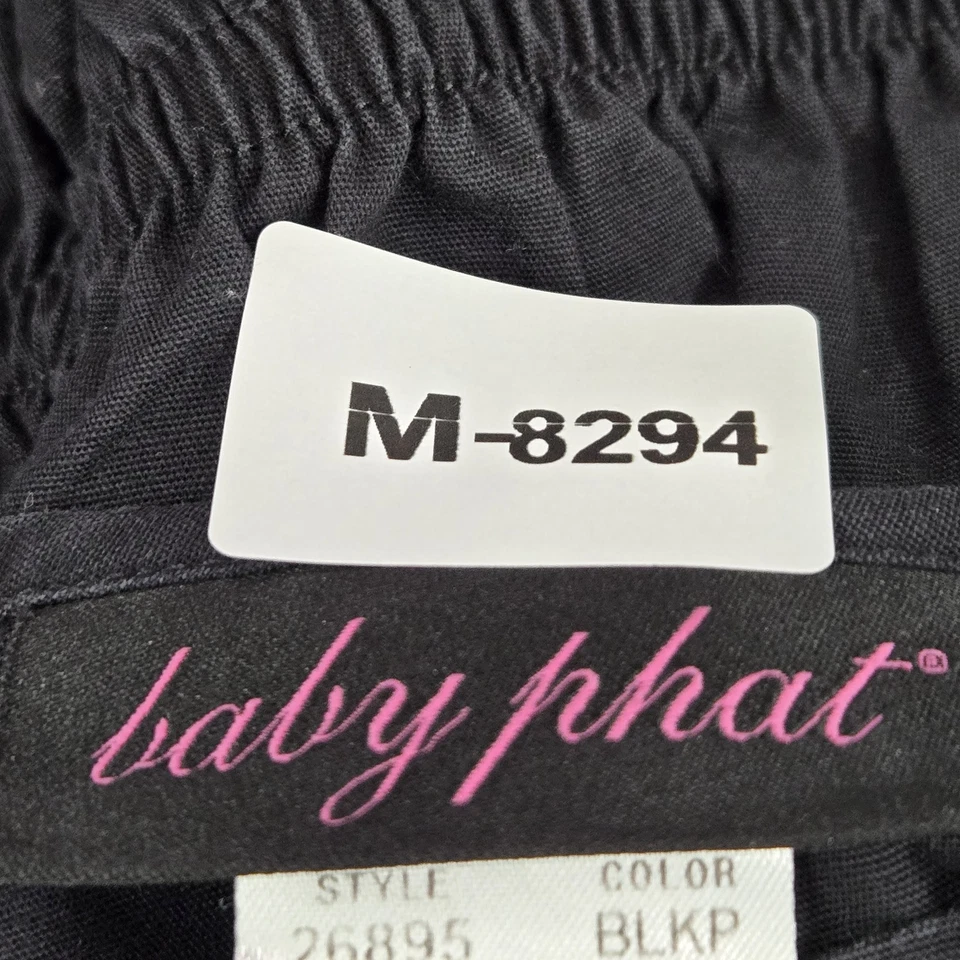 M-8294
baby phat®
STYLE COLOR
26895 BLKP